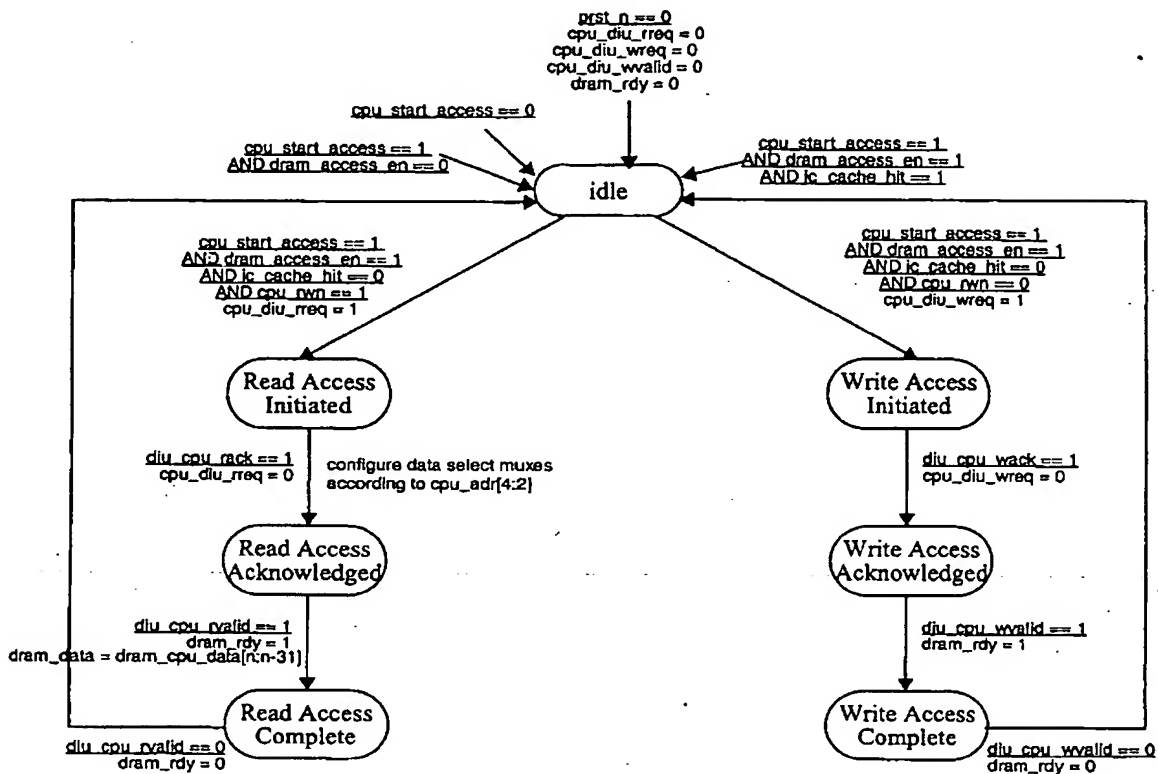 prst_n == 0
cpu_diu_rreq = 0
cpu_diu_wreq = 0
cpu_diu_wvalid = 0
dram_rdy = 0
cpu_start_access == 0
cpu_start_access == 1
AND dram_access_en == 0
cpu_start_access == 1
AND dram_access_en == 1
AND ic_cache_hit == 1
idle
cpu_start_access == 1
AND dram_access_en == 1
AND ic_cache_hit == 0
AND cpu_rwn == 1
cpu_diu_rreq = 1
cpu_start_access == 1
AND dram_access_en == 1
AND ic_cache_hit == 0
AND cpu_rwn == 0
cpu_diu_wreq = 1
Read Access
Initiated
Write Access
Initiated
diu_cpu_rack == 1
cpu_diu_rreq = 0
configure data select muxes
according to cpu_adr[4:2]
diu_cpu_wack == 1
cpu_diu_wreq = 0
Read Access
Acknowledged
Write Access
Acknowledged
diu_cpu_rvalid == 1
dram_rdy = 1
dram_data = dram_cpu_data[n:n-31]
diu_cpu_wvalid == 1
dram_rdy = 1
Read Access
Complete
Write Access
Complete
diu_cpu_rvalid == 0
dram_rdy = 0
diu_cpu_wvalid == 0
dram_rdy = 0